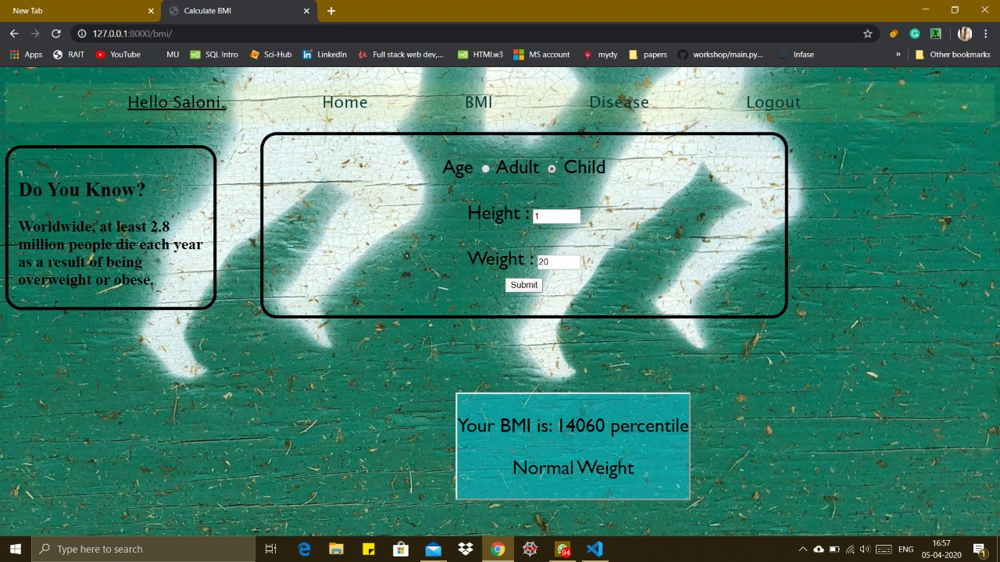 New Tab
Calculate BMI
127.0.0.1:8000/bmi/
Apps RAIT YouTube MU SQL Intro Sci-Hub LinkedIn Full stack web dev,... HTMLw3 MS account mydy papers workshop/main.py... Infase » Other bookmarks
Hello Saloni. Home BMI Disease Logout
Do You Know?
Worldwide, at least 2.8
million people die each year
as a result of being
overweight or obese.
Age Adult Child
Height : 1
Weight : 20
Submit
Your BMI is: 14060 percentile
Normal Weight
Type here to search
94
ENG
16:57
05-04-2020
1